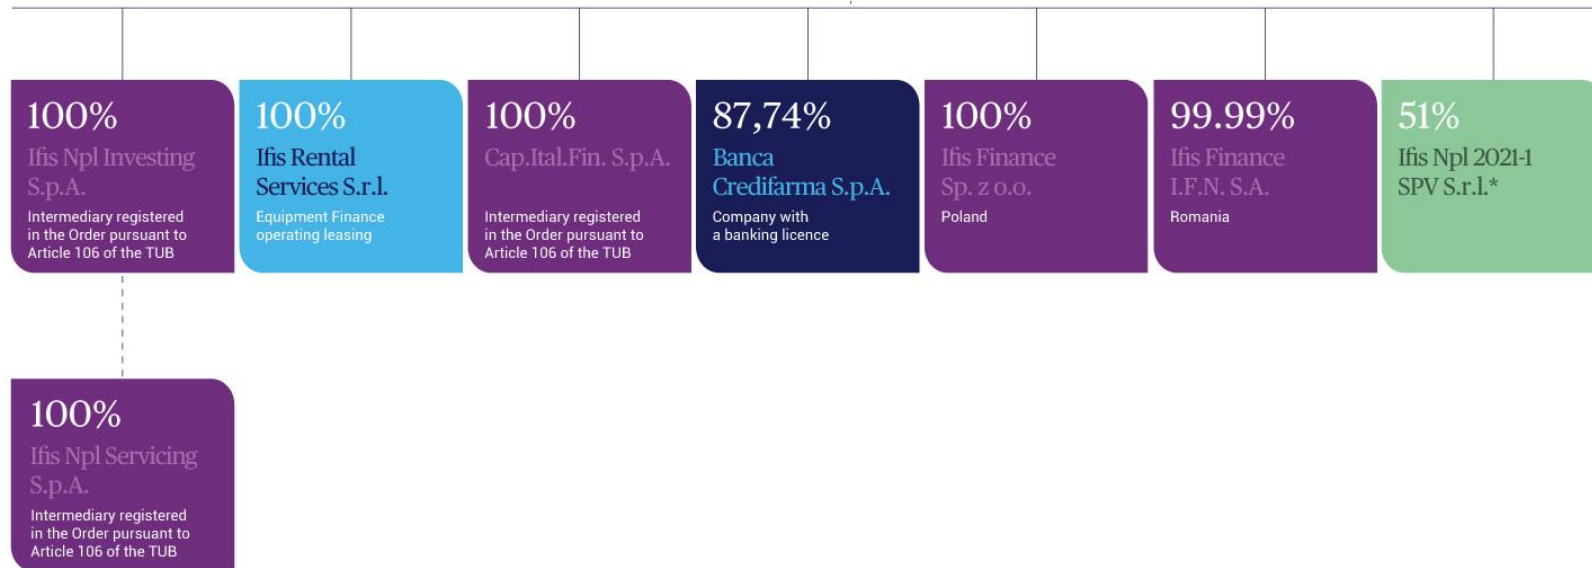 100%
Ifis Npl Investing
S.p.A.
Intermediary registered
in the Order pursuant to
Article 106 of the TUB
100%
Ifis Rental
Services S.r.l.
Equipment Finance
operating leasing
100%
Cap.Ital.Fin. S.p.A.
Intermediary registered
in the Order pursuant to
Article 106 of the TUB
87,74%
Banca
Credifarma S.p.A.
Company with
a banking licence
100%
Ifis Finance
Sp. z o.o.
Poland
99.99%
Ifis Finance
I.F.N. S.A.
Romania
51%
Ifis Npl 2021-1
SPV S.r.l.*
100%
Ifis Npl Servicing
S.p.A.
Intermediary registered
in the Order pursuant to
Article 106 of the TUB